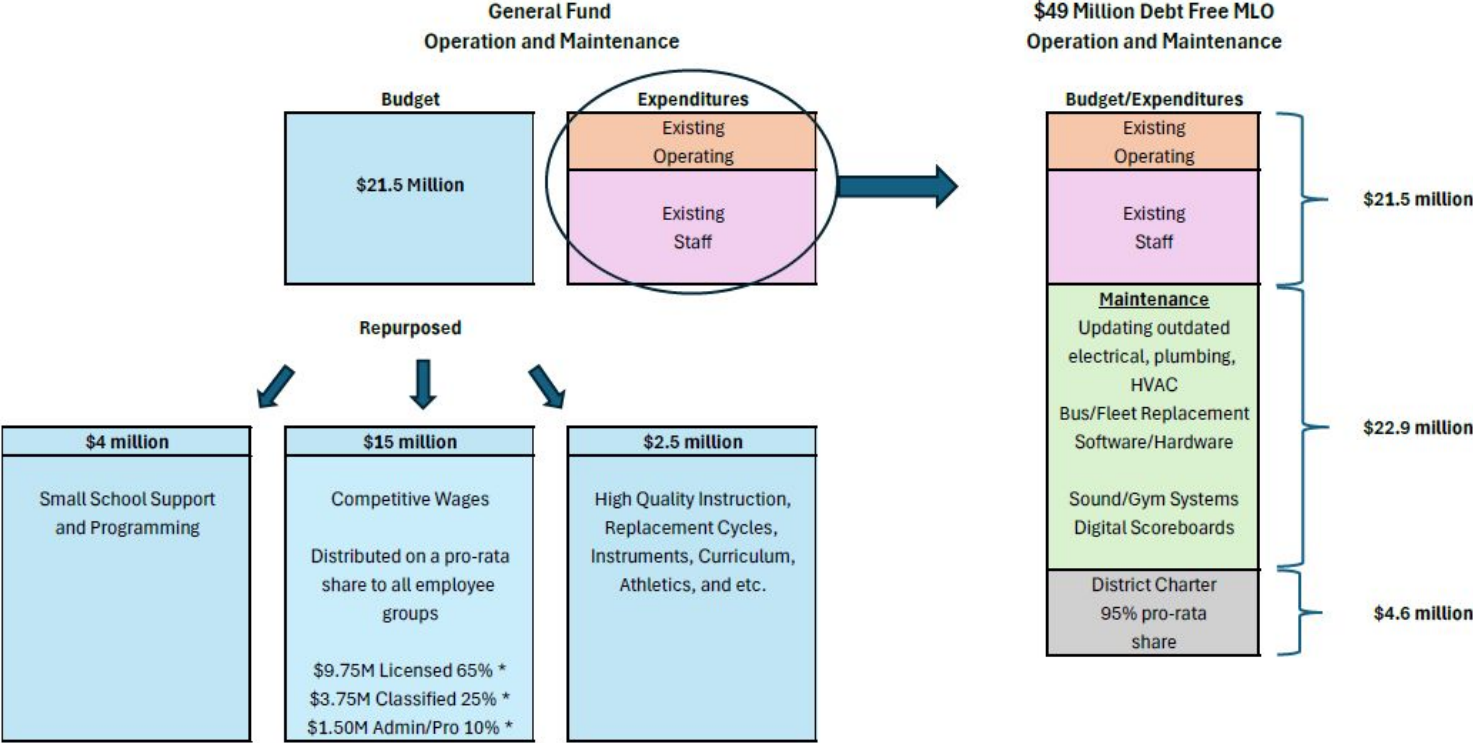 General Fund
Operation and Maintenance
$49 Million Debt Free MLO
Operation and Maintenance
Budget
Expenditures
Budget/Expenditures
$21.5 Million
Existing
Operating
Existing
Staff
Existing
Operating
Existing
Staff
$21.5 million
Maintenance
Updating outdated
electrical, plumbing,
HVAC
Bus/Fleet Replacement
Software/Hardware
Sound/Gym Systems
Digital Scoreboards
$22.9 million
District Charter
95% pro-rata
share
$4.6 million
Repurposed
$4 million
Small School Support
and Programming
$15 million
Competitive Wages
Distributed on a pro-rata
share to all employee
groups
$9.75M Licensed 65% *
$3.75M Classified 25% *
$1.50M Admin/Pro 10% *
$2.5 million
High Quality Instruction,
Replacement Cycles,
Instruments, Curriculum,
Athletics, and etc.